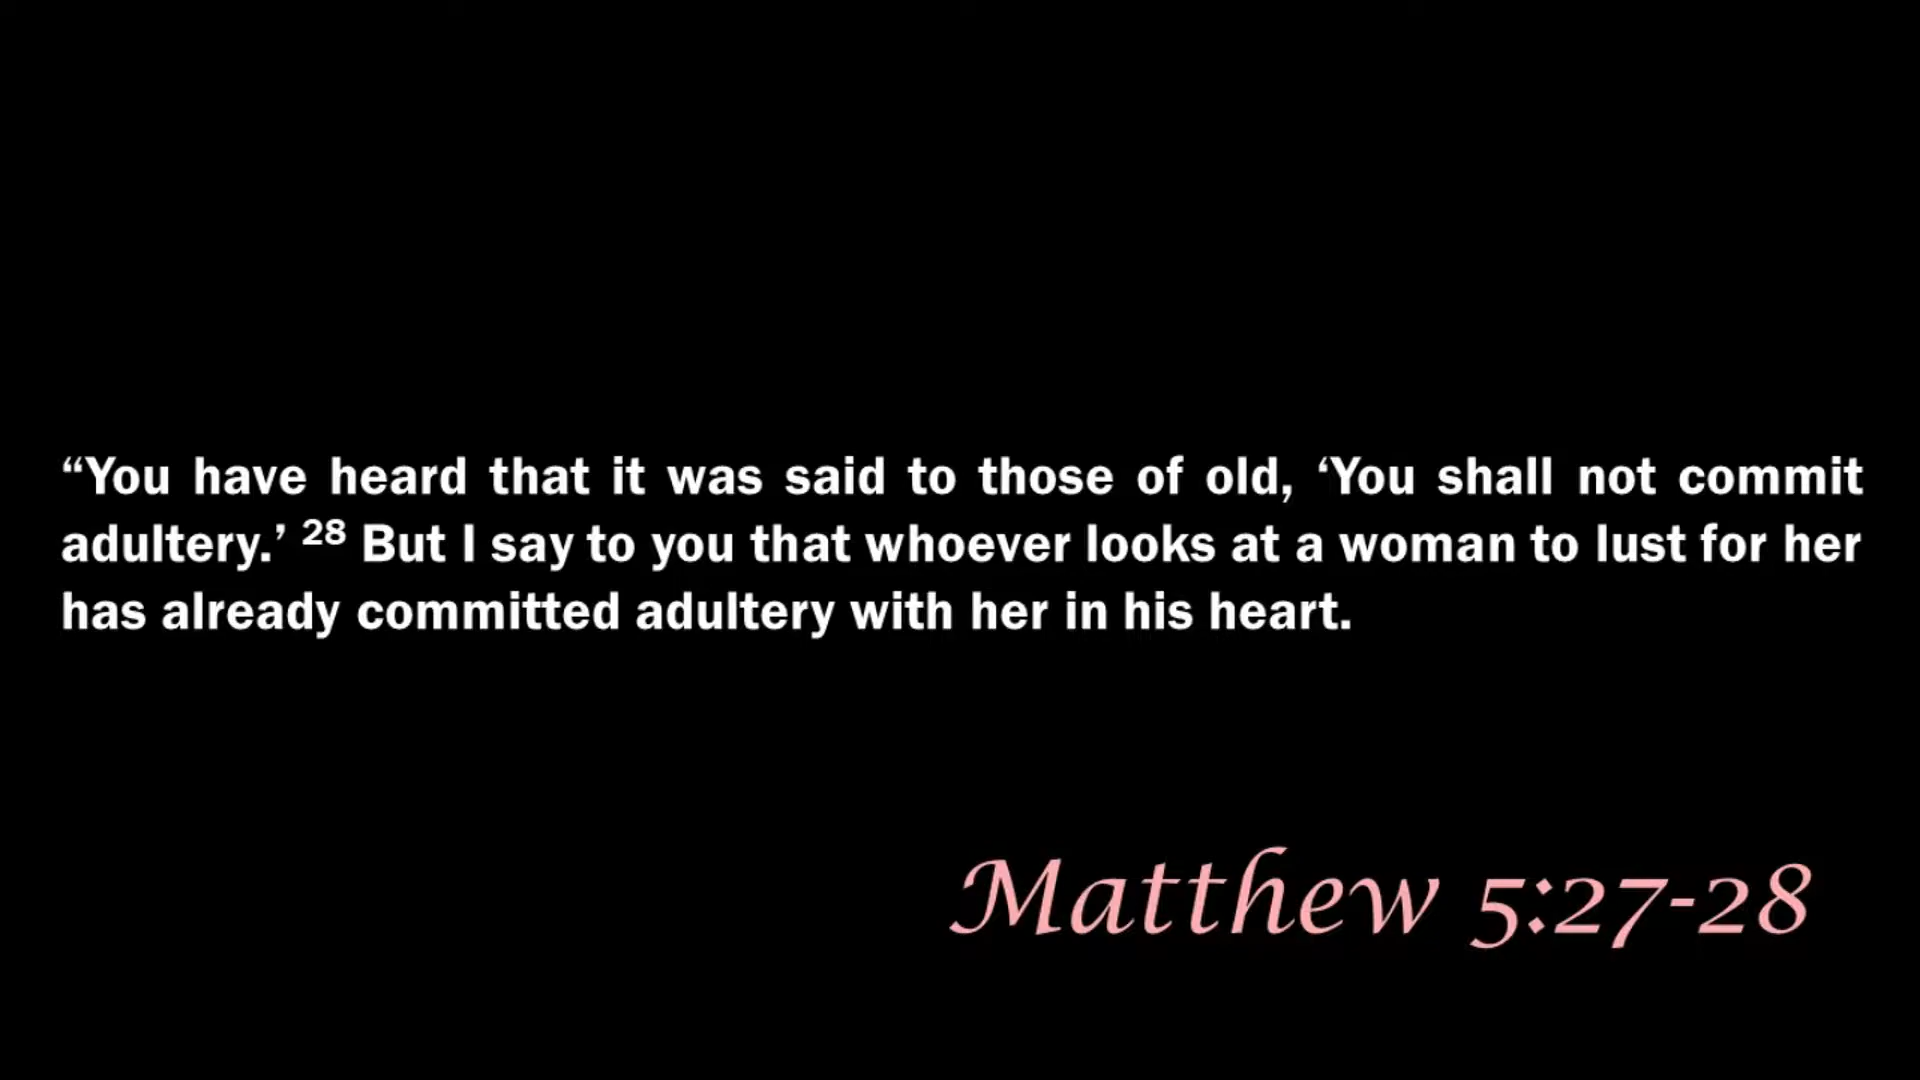 “You have heard that it was said to those of old, ‘You shall not commit
adultery.’ 28 But I say to you that whoever looks at a woman to lust for her
has already committed adultery with her in his heart.
Matthew 5:27-28